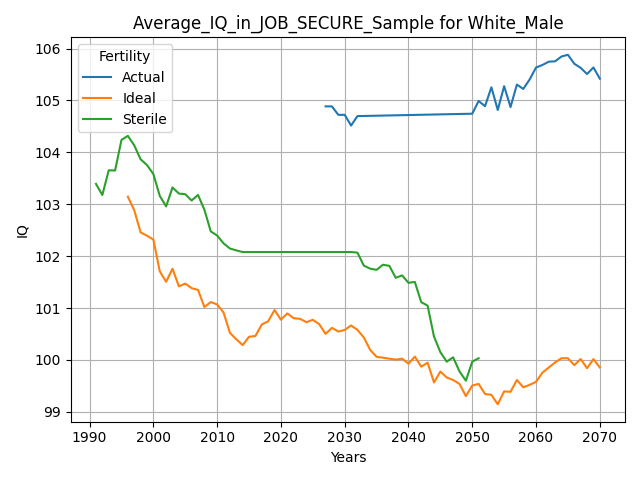 Average_IQ_in_JOB_SECURE_Sample for White_Male
Fertility
Actual
Ideal
Sterile
106
105
104
103
102
101
100
99
IQ
1990 2000 2010 2020 2030 2040 2050 2060 2070
Years